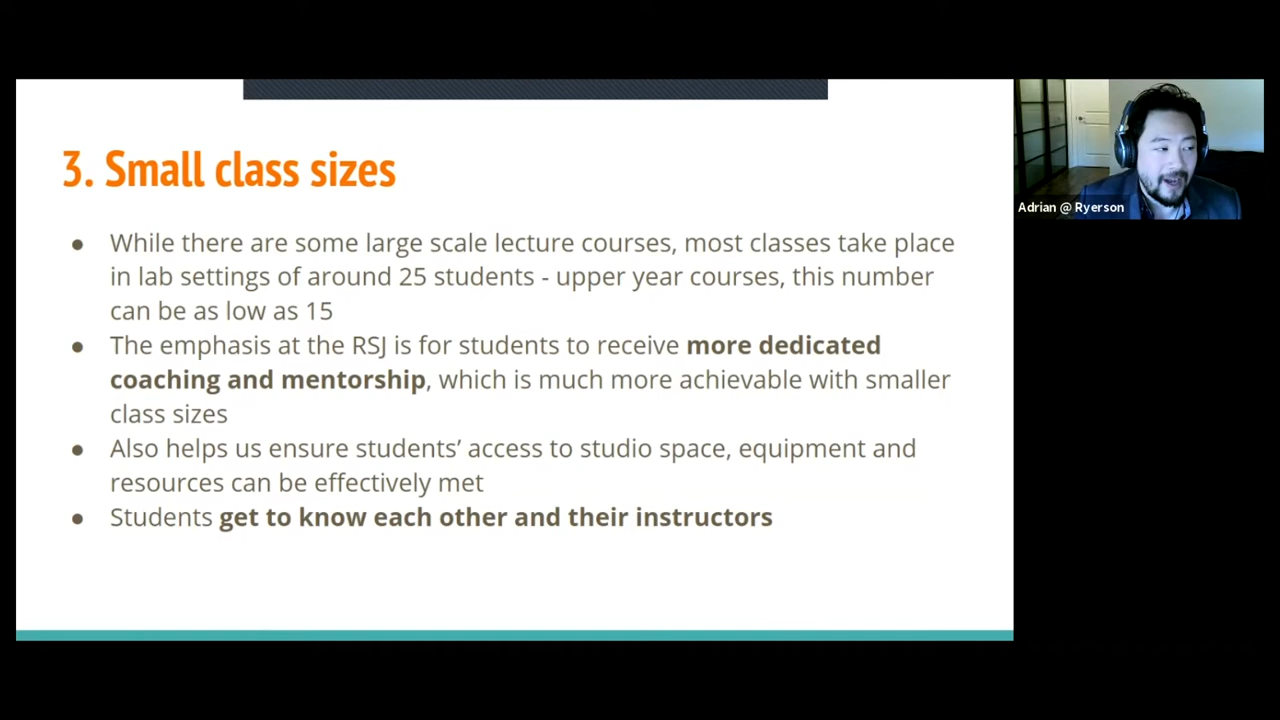 3. Small class sizes
● While there are some large scale lecture courses, most classes take place
in lab settings of around 25 students - upper year courses, this number
can be as low as 15
● The emphasis at the RSJ is for students to receive more dedicated
coaching and mentorship, which is much more achievable with smaller
class sizes
● Also helps us ensure students’ access to studio space, equipment and
resources can be effectively met
● Students get to know each other and their instructors
Adrian @ Ryerson